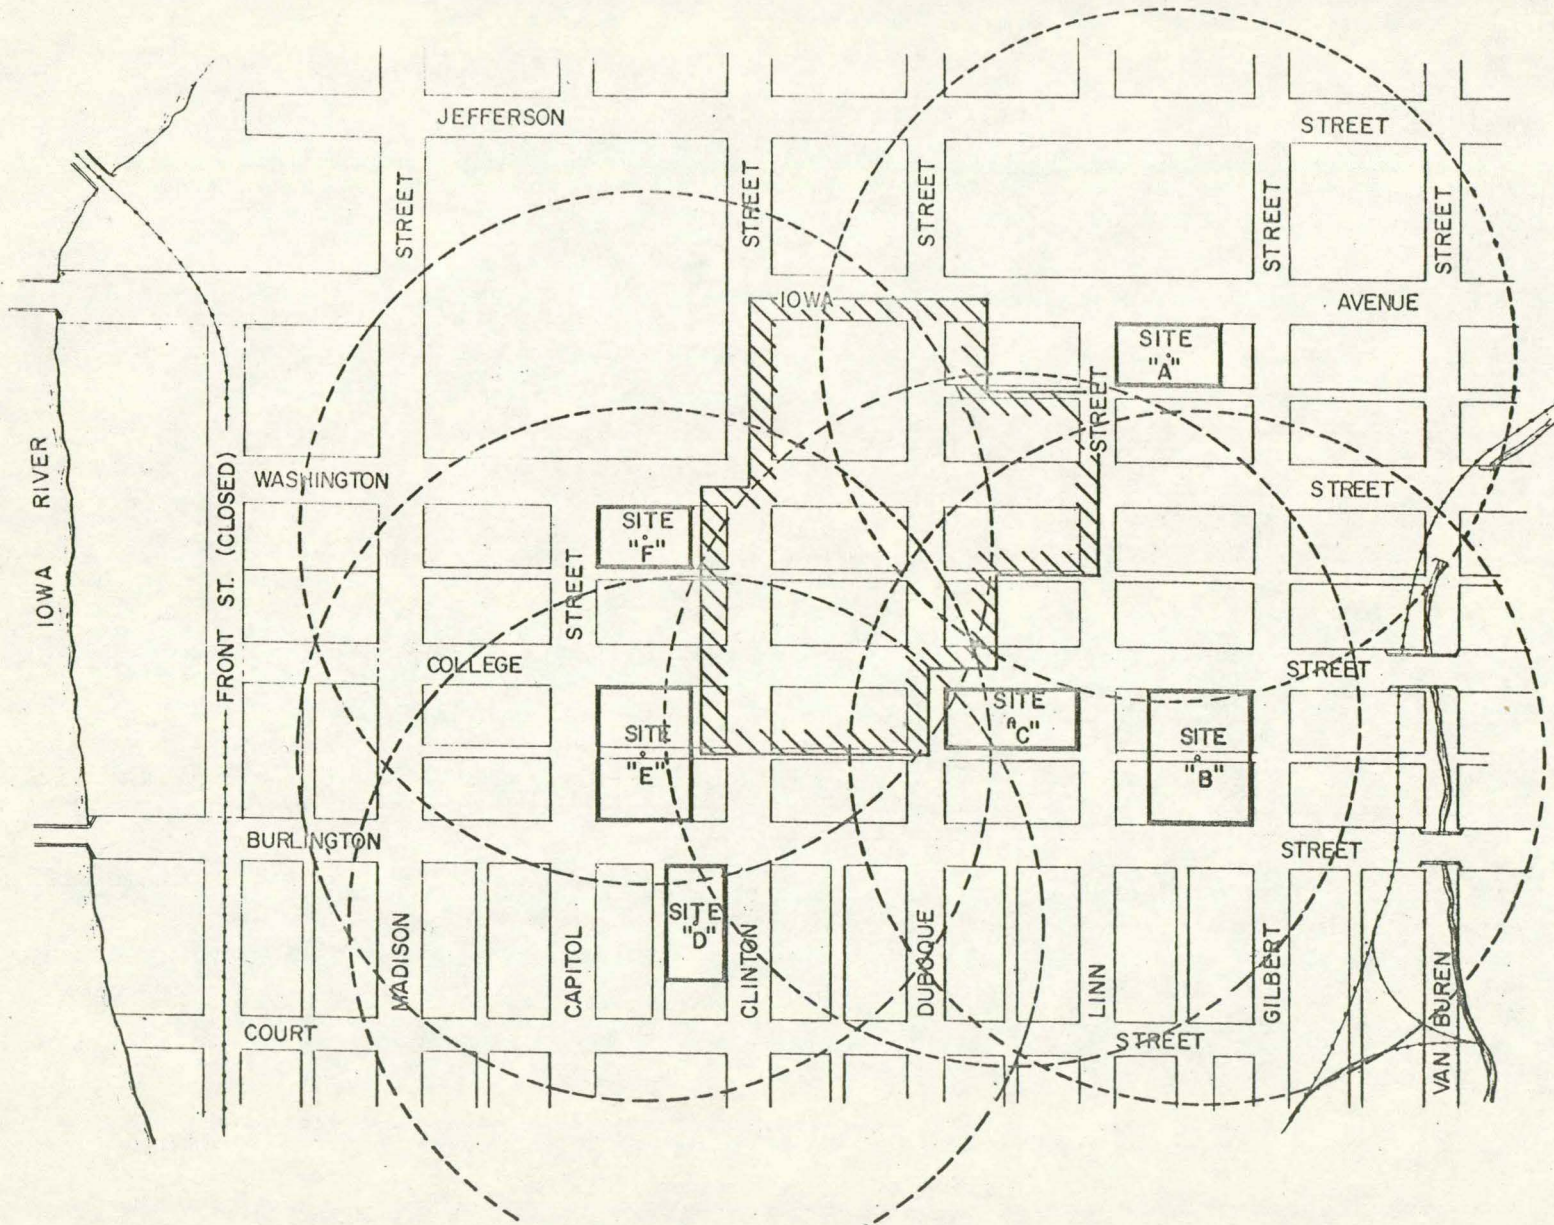 JEFFERSON
STREET
STREET
STREET
STREET
STREET
STREET
IOWA
AVENUE
SITE
"A"
STREET
IOWA RIVER
FRONT ST. (CLOSED)
WASHINGTON
STREET
SITE
"F"
STREET
COLLEGE
STREET
SITE
"E"
SITE
"C"
SITE
"B"
BURLINGTON
STREET
SITE
"D"
MADISON
CAPITOL
CLINTON
DUBUQUE
LINN
GILBERT
VAN BUREN
COURT
STREET